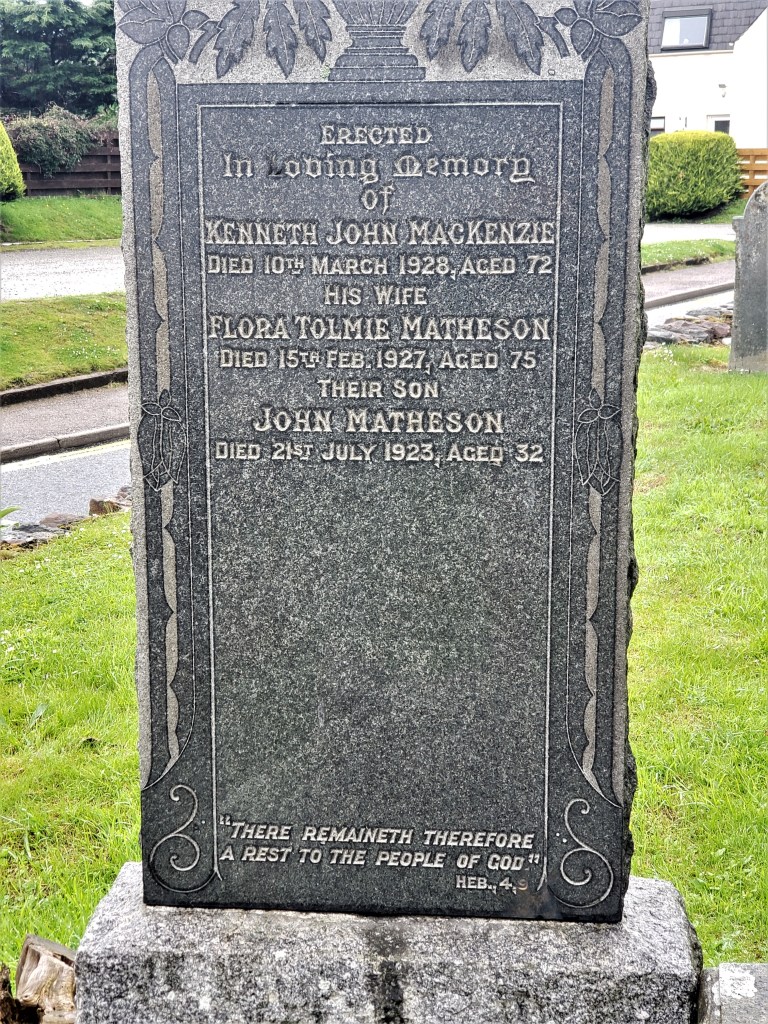 ERECTED
In Loving Memory
of
KENNETH JOHN MACKENZIE
DIED 10TH MARCH 1928, AGED 72
HIS WIFE
FLORA TOLMIE MATHESON
DIED 15TH FEB. 1927, AGED 75
THEIR SON
JOHN MATHESON
DIED 21ST JULY 1923, AGED 32
"THERE REMAINETH THEREFORE
A REST TO THE PEOPLE OF GOD"
HEB., 4, 9